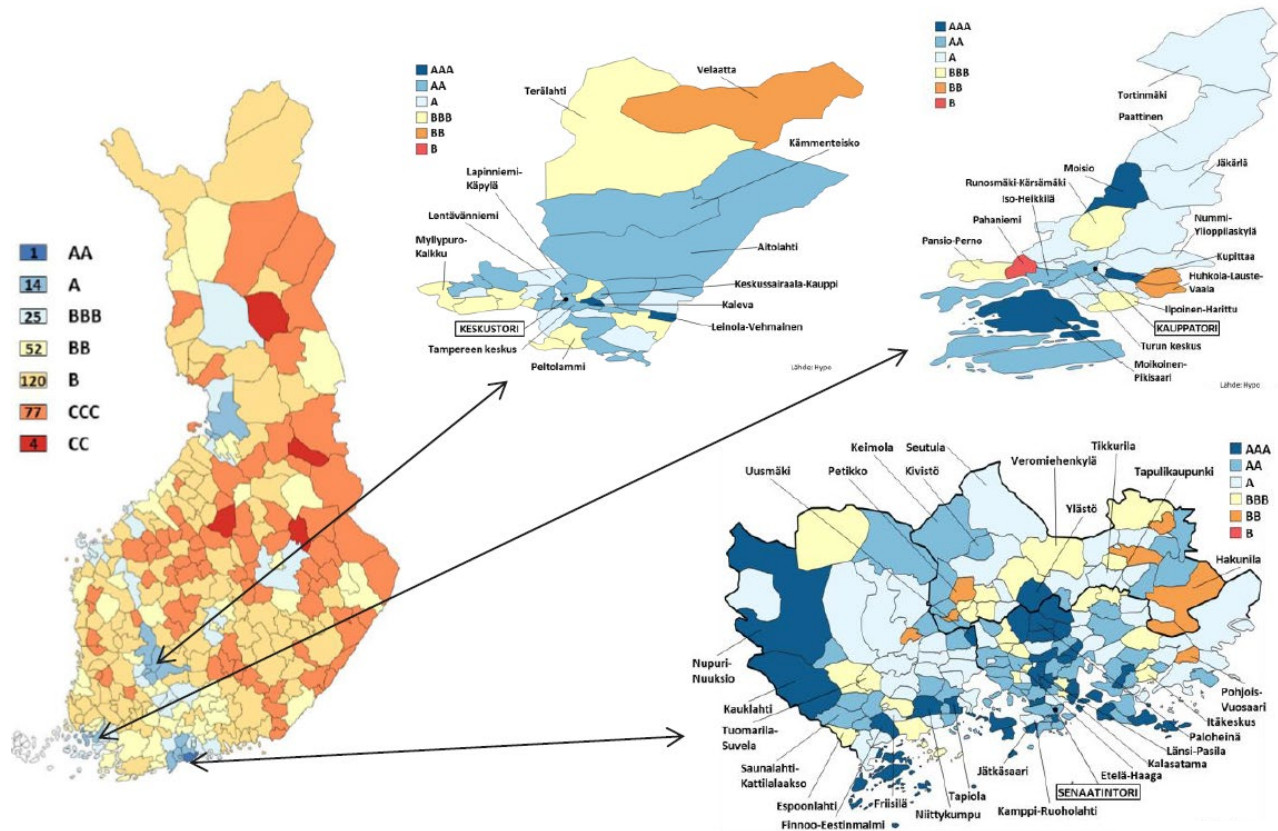 1 AA
14 A
25 BBB
52 BB
120 B
77 CCC
4 CC
AAA
AA
A
BBB
BB
B
Velaatta
Terälahti
Kämmenteisko
Lapinniemi-
Käpylä
Lentävänniemi
Myllypuro-
Kalkku
Aitolahti
Keskussairaala-Kauppi
Kaleva
Leinola-Vehmainen
KESKUSTORI
Tampereen keskus
Peltolammi
Lähde: Hypo
AAA
AA
A
BBB
BB
B
Tortinmäki
Paattinen
Moisio
Jäkärlä
Runosmäki-Kärsämäki
Iso-Heikkilä
Pahaniemi
Pansio-Perno
Nummi-
Ylioppilaskylä
Kupittaa
Huhkola-Lauste-
Vaala
Ilpoinen-Harittu
KAUPPATORI
Turun keskus
Moikoinen-
Pikisaari
Lähde: Hypo
AAA
AA
A
BBB
BB
B
Keimola
Seutula
Tikkurila
Uusmäki
Petikko
Kivistö
Veromiehenkylä
Tapulikaupunki
Ylästö
Hakunila
Nupuri-
Nuuksio
Kauklahti
Tuomarila-
Suvela
Saunalahti-
Kattilalaakso
Espoonlahti
Finnoo-Eestinmalmi
Friisilä
Niittykumpu
Tapiola
Jätkäsaari
Kamppi-Ruoholahti
SENAATINTORI
Etelä-Haaga
Kalasatama
Länsi-Pasila
Paloheinä
Itäkeskus
Pohjois-
Vuosaari